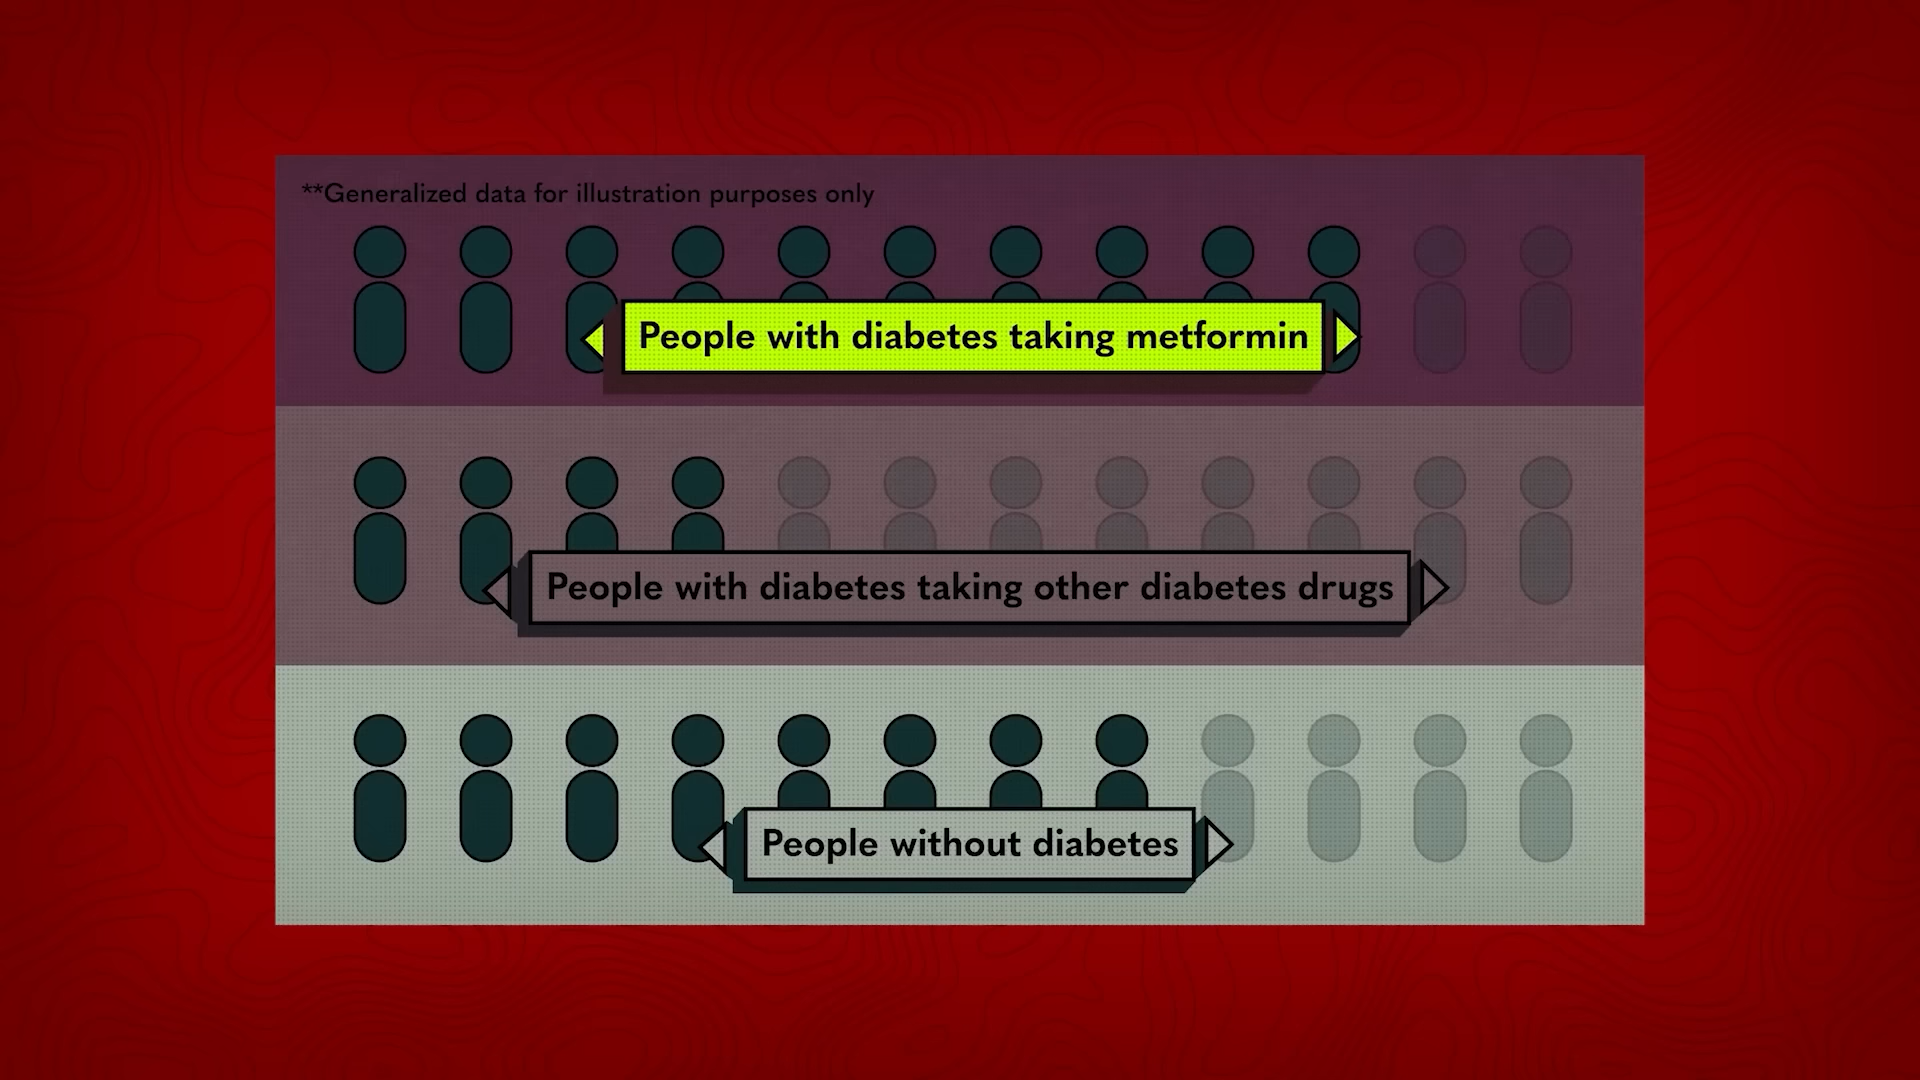 **Generalized data for illustration purposes only
People with diabetes taking metformin
People with diabetes taking other diabetes drugs
People without diabetes